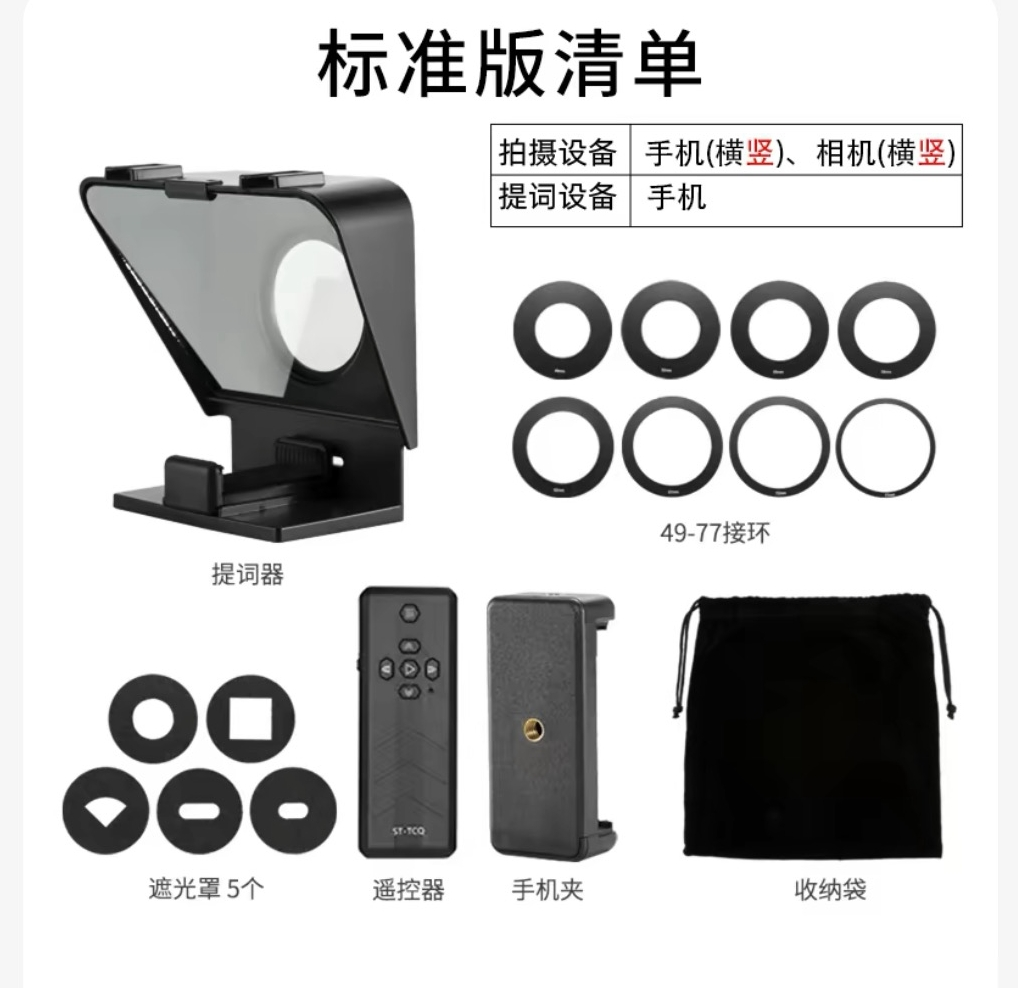 标准版清单
拍摄设备 手机(横竖)、相机(横竖)
提词设备 手机
49-77接环
提词器
ST-TCQ
遮光罩 5个
遥控器
手机夹
收纳袋